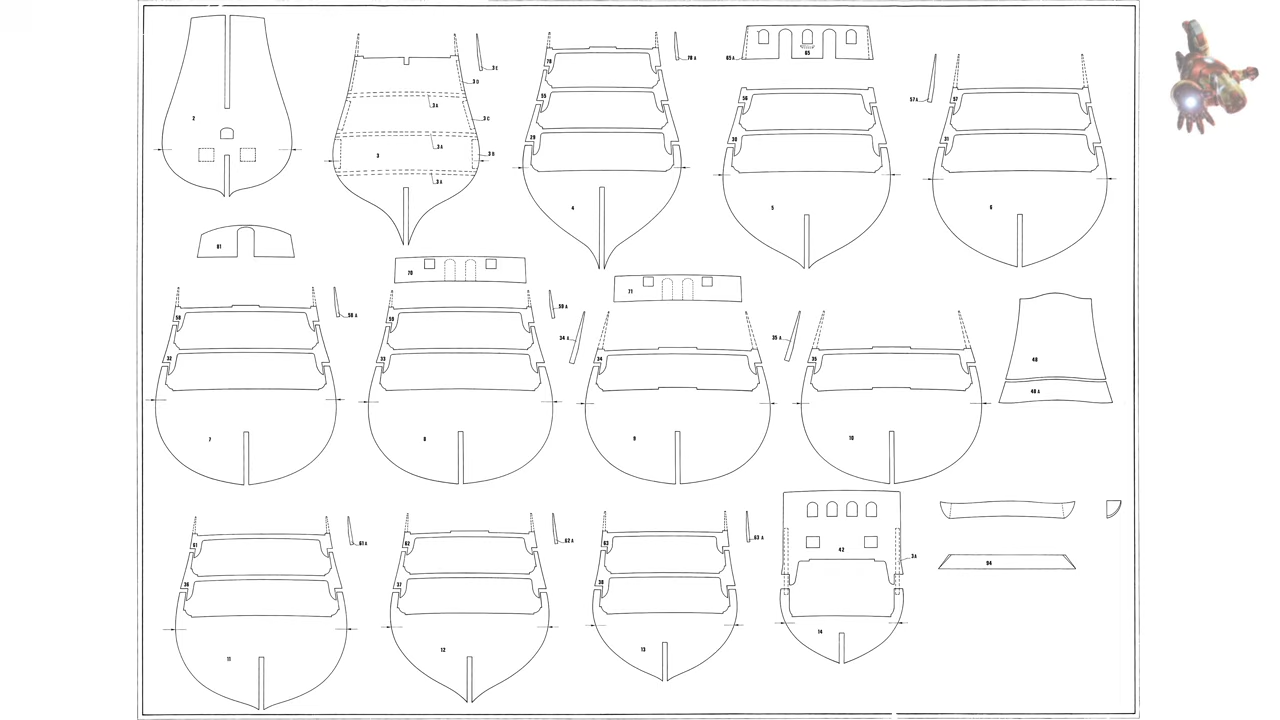 2
3
3 E
3 D
3 C
3 B
3 A
3 A
3 A
78
55
29
4
78 A
65
65 A
56
30
5
57 A
57
31
6
81
70
71
58
32
7
58 A
59
33
8
59 A
34 A
34
9
35 A
35
10
48
48 A
61
36
11
61 A
62
37
12
62 A
63
38
13
63 A
42
3A
14
94